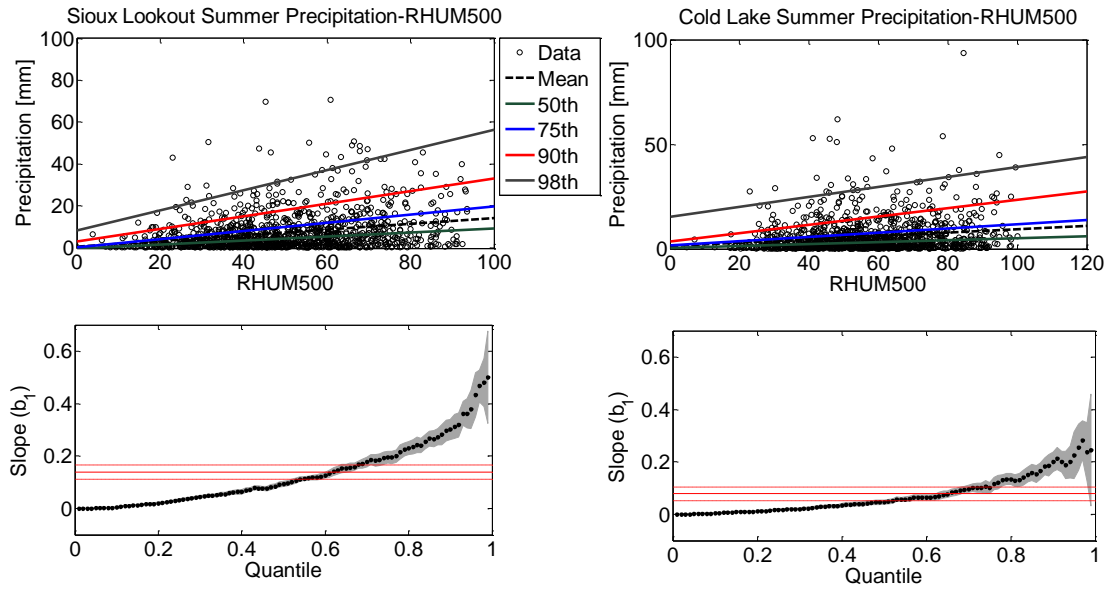 Sioux Lookout Summer Precipitation-RHUM500
100
80
60
40
20
0
Precipitation [mm]
0 20 40 60 80 100
RHUM500
Data
Mean
50th
75th
90th
98th
Cold Lake Summer Precipitation-RHUM500
100
50
0
Precipitation [mm]
0 20 40 60 80 100 120
RHUM500
0.6
0.4
0.2
0
Slope (b1)
0 0.2 0.4 0.6 0.8 1
Quantile
0.6
0.4
0.2
0
Slope (b1)
0 0.2 0.4 0.6 0.8 1
Quantile